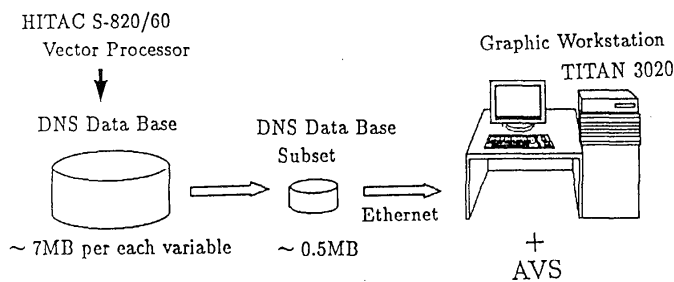 HITAC S-820/60
Vector Processor
DNS Data Base
~ 7MB per each variable
DNS Data Base
Subset
~ 0.5MB
Ethernet
Graphic Workstation
TITAN 3020
+
AVS